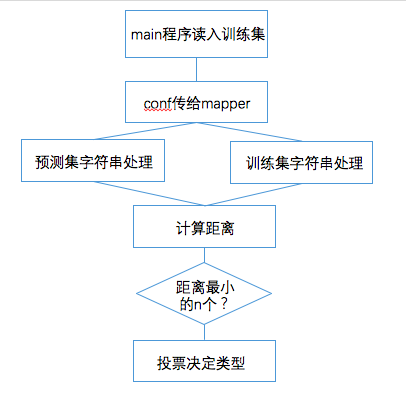 main程序读入训练集
conf传给mapper
预测集字符串处理
训练集字符串处理
计算距离
距离最小
的n个？
投票决定类型